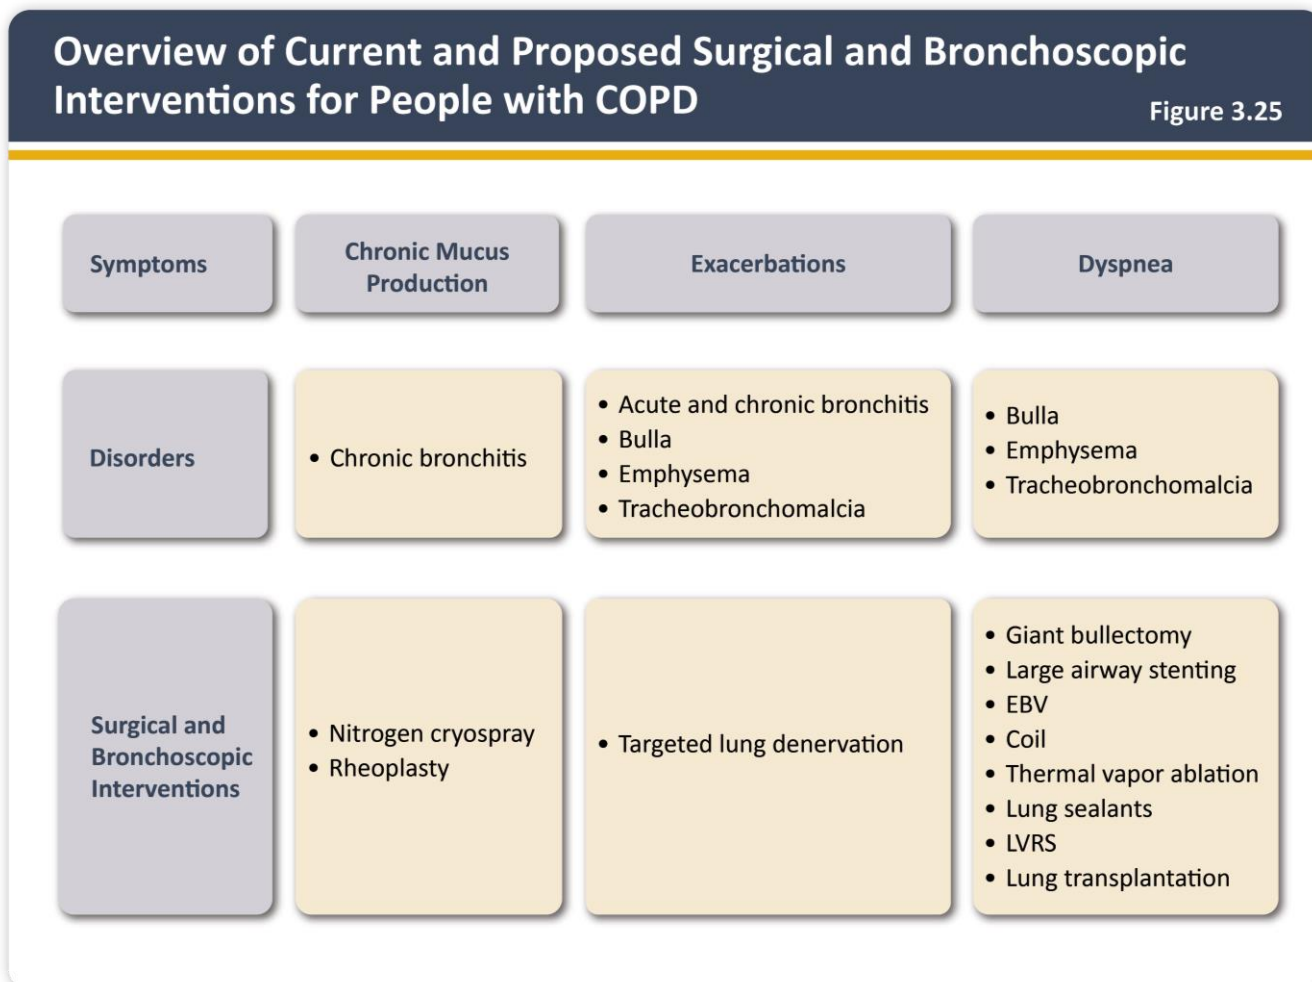 Overview of Current and Proposed Surgical and Bronchoscopic
Interventions for People with COPD
Figure 3.25
Symptoms
Chronic Mucus
Production
Exacerbations
Dyspnea
Disorders
• Chronic bronchitis
• Acute and chronic bronchitis
• Bulla
• Emphysema
• Tracheobronchomalcia
• Bulla
• Emphysema
• Tracheobronchomalcia
Surgical and
Bronchoscopic
Interventions
• Nitrogen cryospray
• Rheoplasty
• Targeted lung denervation
• Giant bullectomy
• Large airway stenting
• EBV
• Coil
• Thermal vapor ablation
• Lung sealants
• LVRS
• Lung transplantation